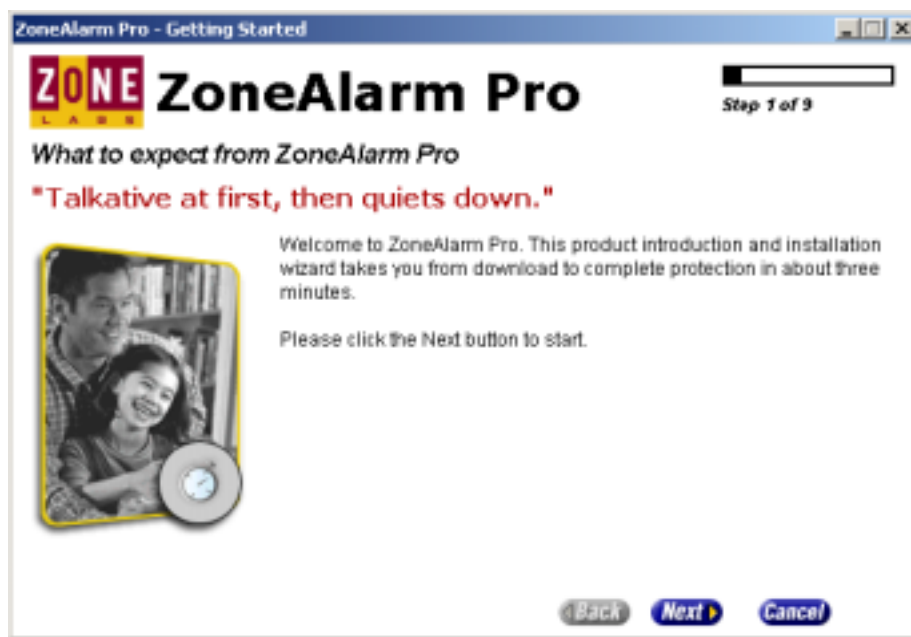 ZoneAlarm Pro - Getting Started
ZONE
LABS
ZoneAlarm Pro
Step 1 of 9
What to expect from ZoneAlarm Pro
"Talkative at first, then quiets down."
Welcome to ZoneAlarm Pro. This product introduction and installation
wizard takes you from download to complete protection in about three
minutes.
Please click the Next button to start.
Back
Next
Cancel